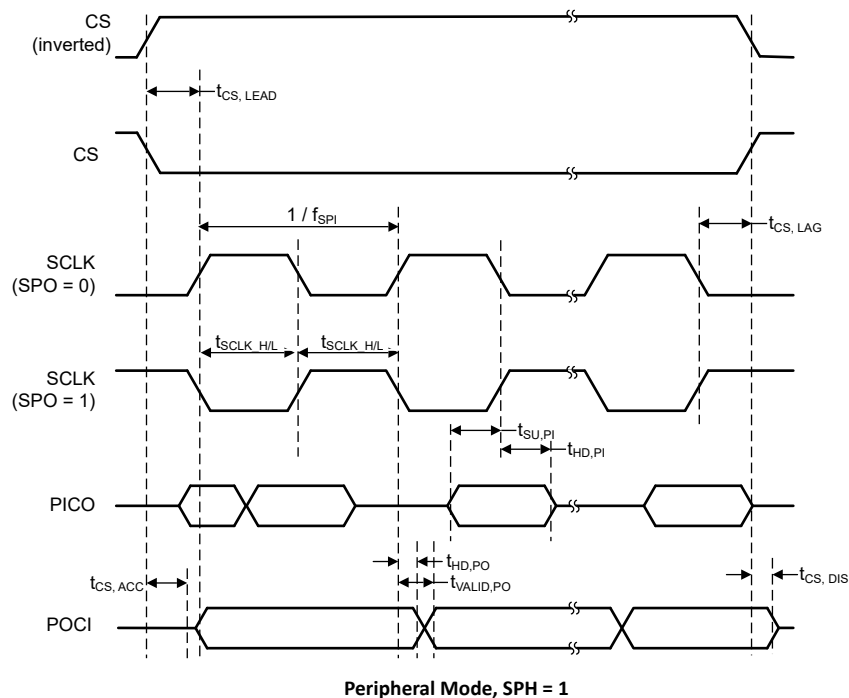 CS
(inverted)
tCS, LEAD
CS
1 / fSPI
tCS, LAG
SCLK
(SPO = 0)
tSCLK_H/L
tSCLK_H/L
SCLK
(SPO = 1)
tSU,PI
tHD,PI
PICO
tHD,PO
tVALID,PO
tCS, ACC
tCS, DIS
POCI
Peripheral Mode, SPH = 1